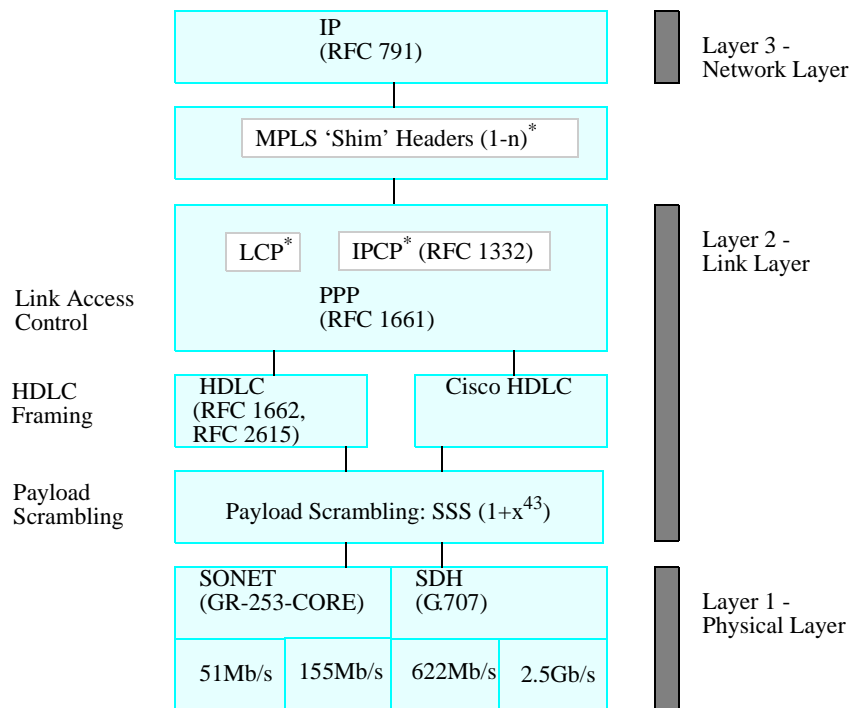 IP
(RFC 791)
Layer 3 -
Network Layer
MPLS ‘Shim’ Headers (1-n)*
LCP*
IPCP* (RFC 1332)
Layer 2 -
Link Layer
Link Access
Control
PPP
(RFC 1661)
HDLC
Framing
HDLC
(RFC 1662,
RFC 2615)
Cisco HDLC
Payload
Scrambling
Payload Scrambling: SSS (1+x^43)
SONET
(GR-253-CORE)
SDH
(G.707)
Layer 1 -
Physical Layer
51Mb/s
155Mb/s
622Mb/s
2.5Gb/s